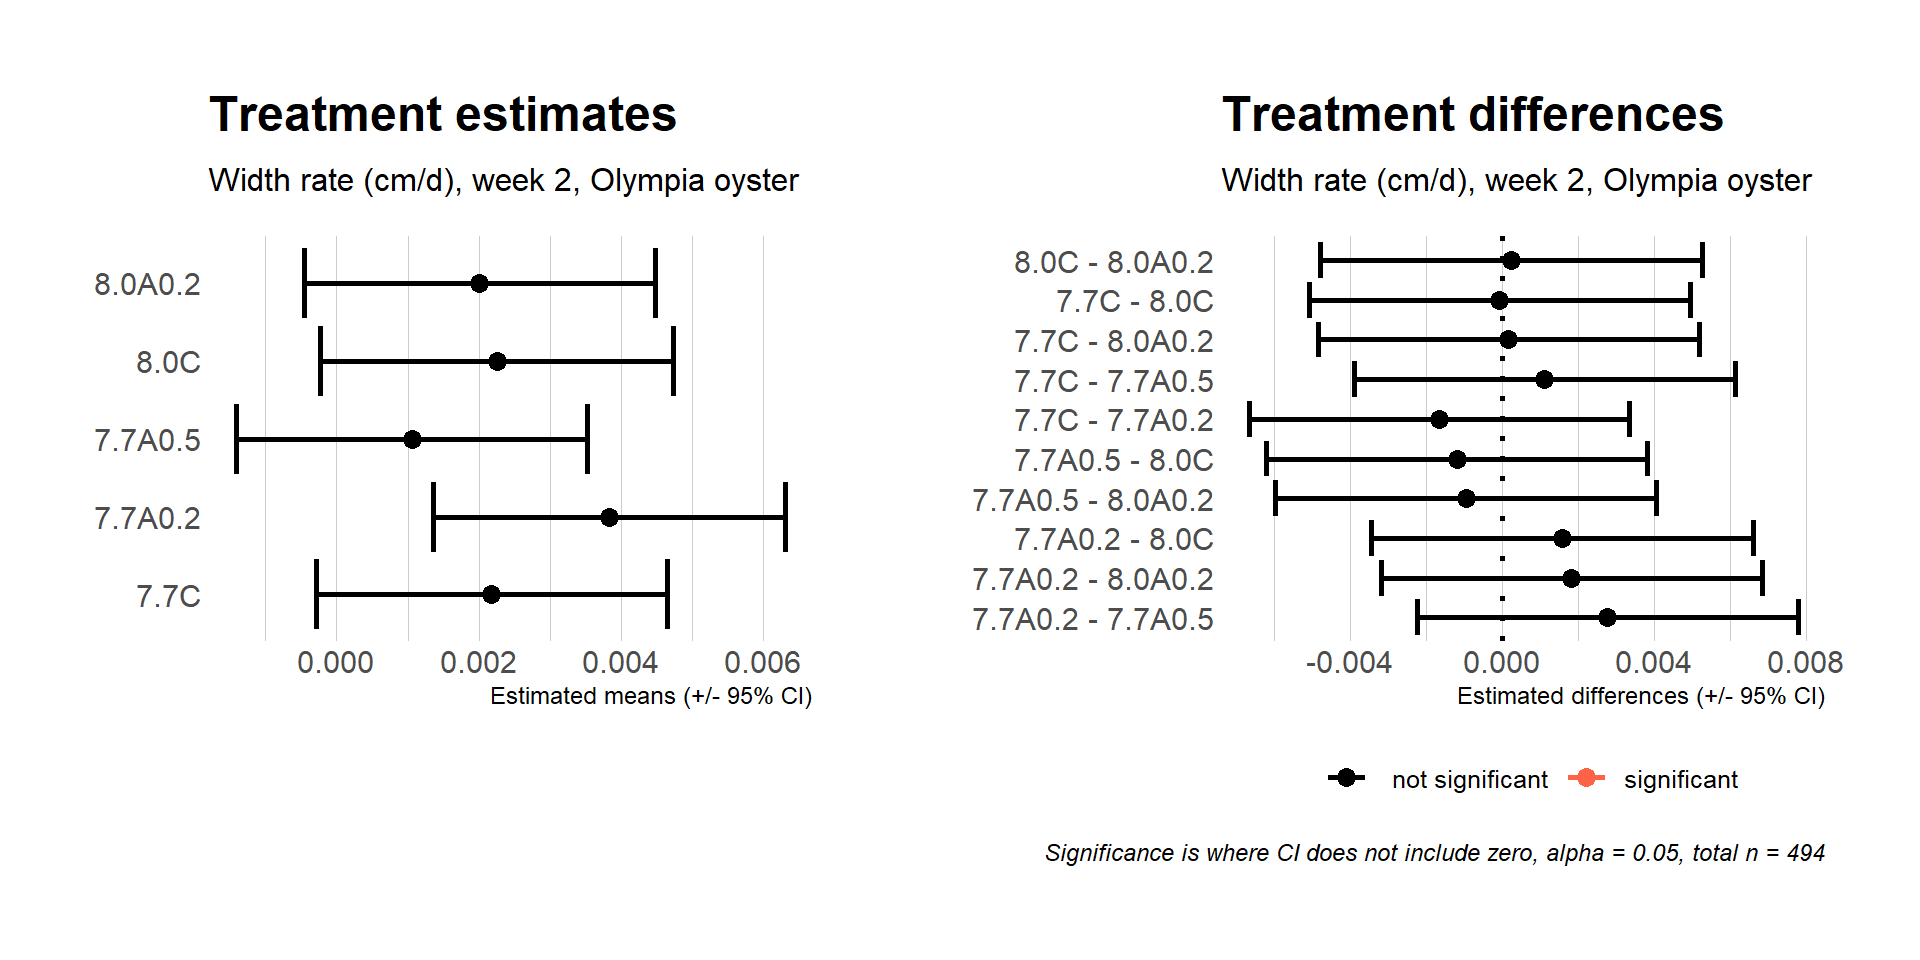 Treatment estimates
Width rate (cm/d), week 2, Olympia oyster
8.0A0.2
8.0C
7.7A0.5
7.7A0.2
7.7C
0.000 0.002 0.004 0.006
Estimated means (+/- 95% CI)
Treatment differences
Width rate (cm/d), week 2, Olympia oyster
8.0C - 8.0A0.2
7.7C - 8.0C
7.7C - 8.0A0.2
7.7C - 7.7A0.5
7.7C - 7.7A0.2
7.7A0.5 - 8.0C
7.7A0.5 - 8.0A0.2
7.7A0.2 - 8.0C
7.7A0.2 - 8.0A0.2
7.7A0.2 - 7.7A0.5
-0.004 0.000 0.004 0.008
Estimated differences (+/- 95% CI)
not significant significant
Significance is where CI does not include zero, alpha = 0.05, total n = 494